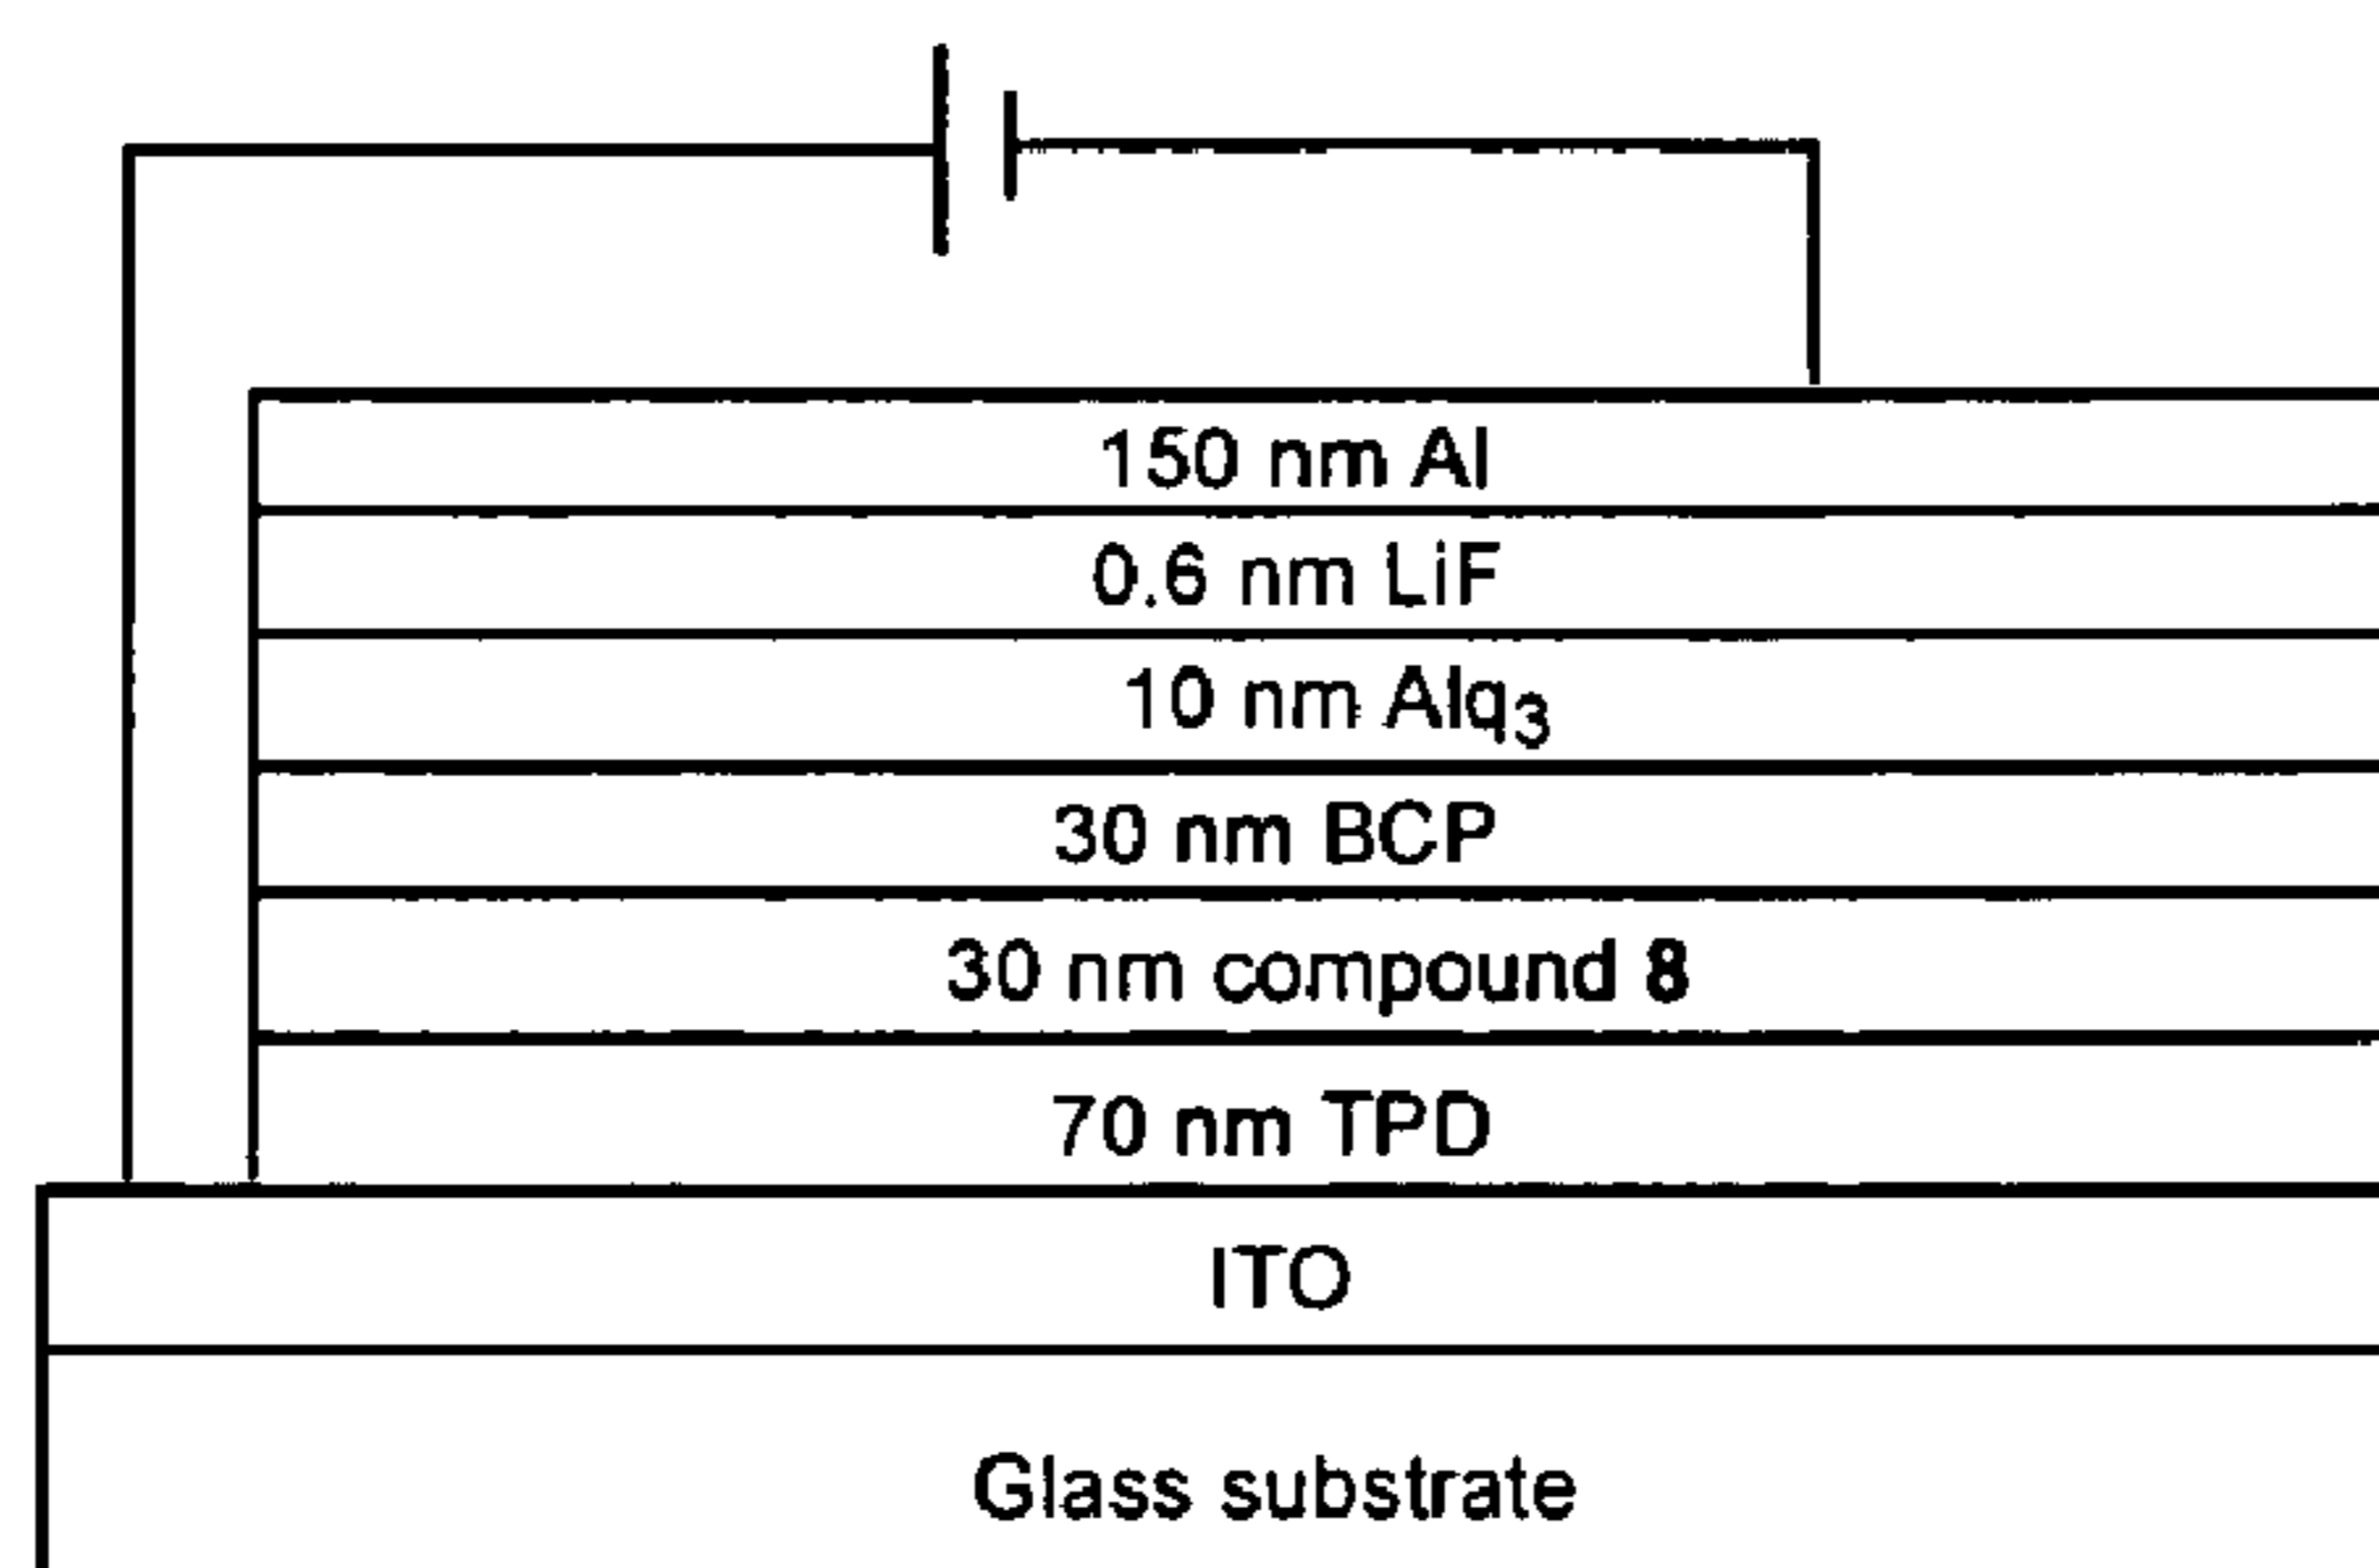 150 nm Al
0.6 nm LiF
10 nm Alq₃
30 nm BCP
30 nm compound 8
70 nm TPD
ITO
Glass substrate